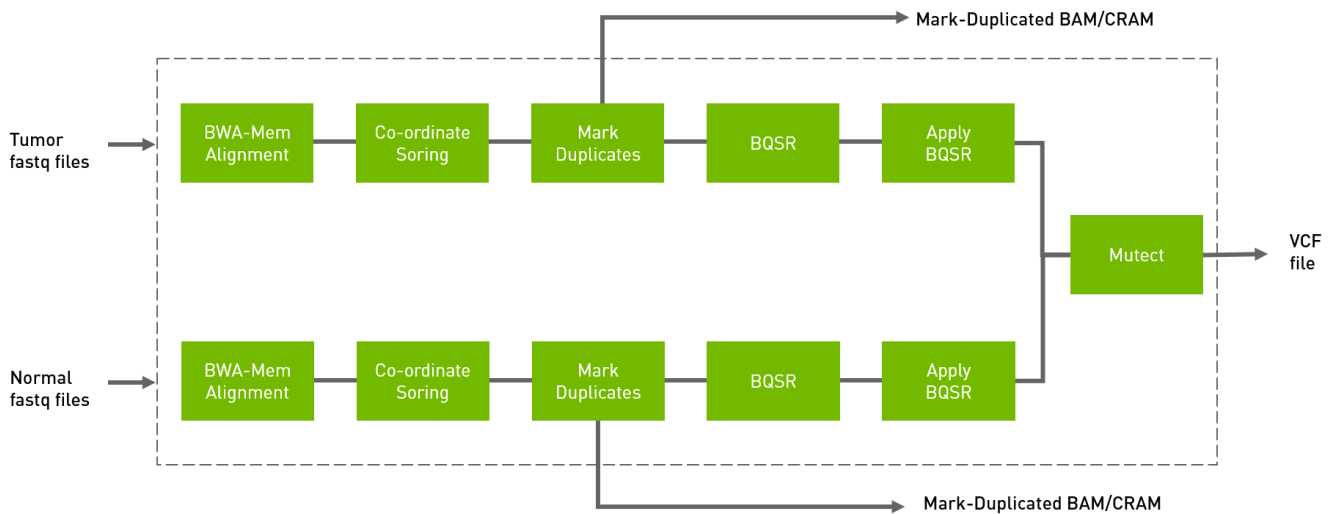 Mark-Duplicated BAM/CRAM
Tumor
fastq files
BWA-Mem
Alignment
Co-ordinate
Soring
Mark
Duplicates
BQSR
Apply
BQSR
Mutect
VCF
file
Normal
fastq files
BWA-Mem
Alignment
Co-ordinate
Soring
Mark
Duplicates
BQSR
Apply
BQSR
Mark-Duplicated BAM/CRAM